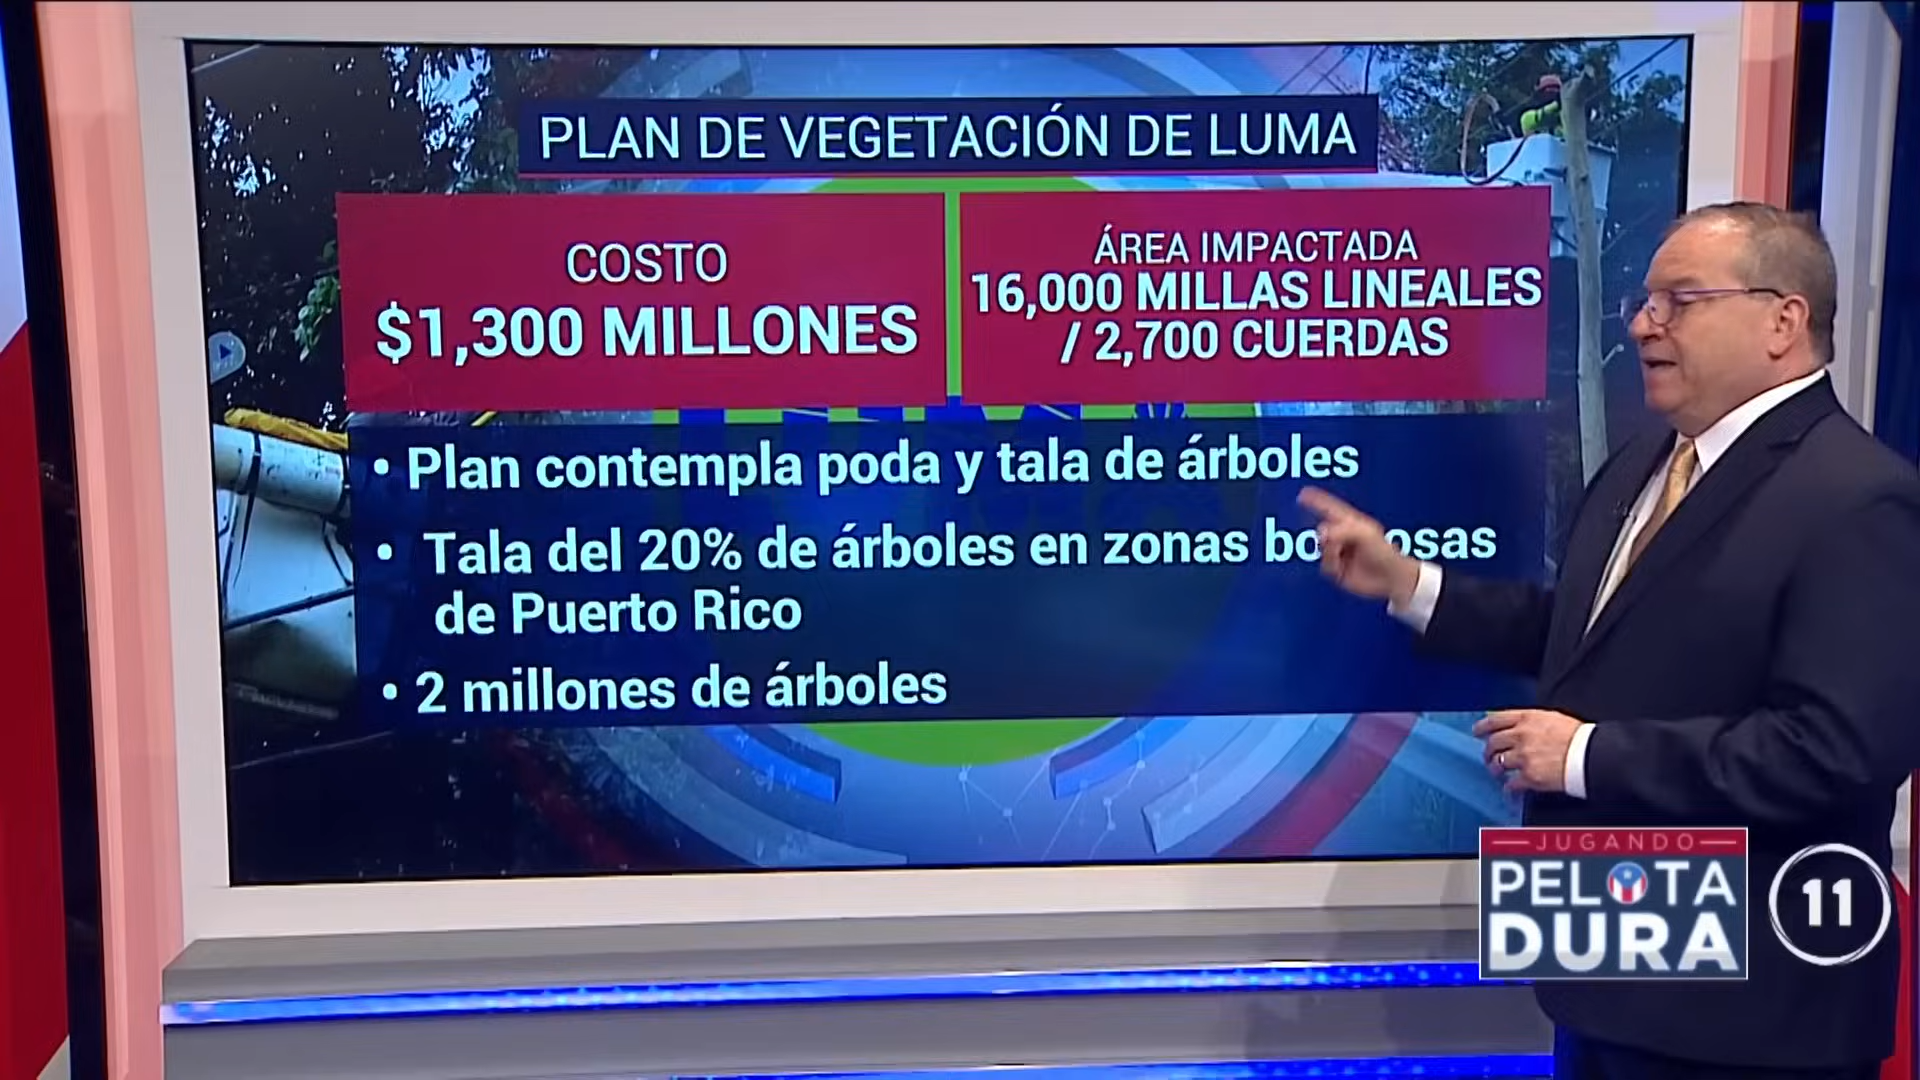 PLAN DE VEGETACIÓN DE LUMA
COSTO
$1,300 MILLONES
ÁREA IMPACTADA
16,000 MILLAS LINEALES
/ 2,700 CUERDAS
• Plan contempla poda y tala de árboles
• Tala del 20% de árboles en zonas
de Puerto Rico
• 2 millones de árboles
JUGANDO
PELOTA
DURA
11